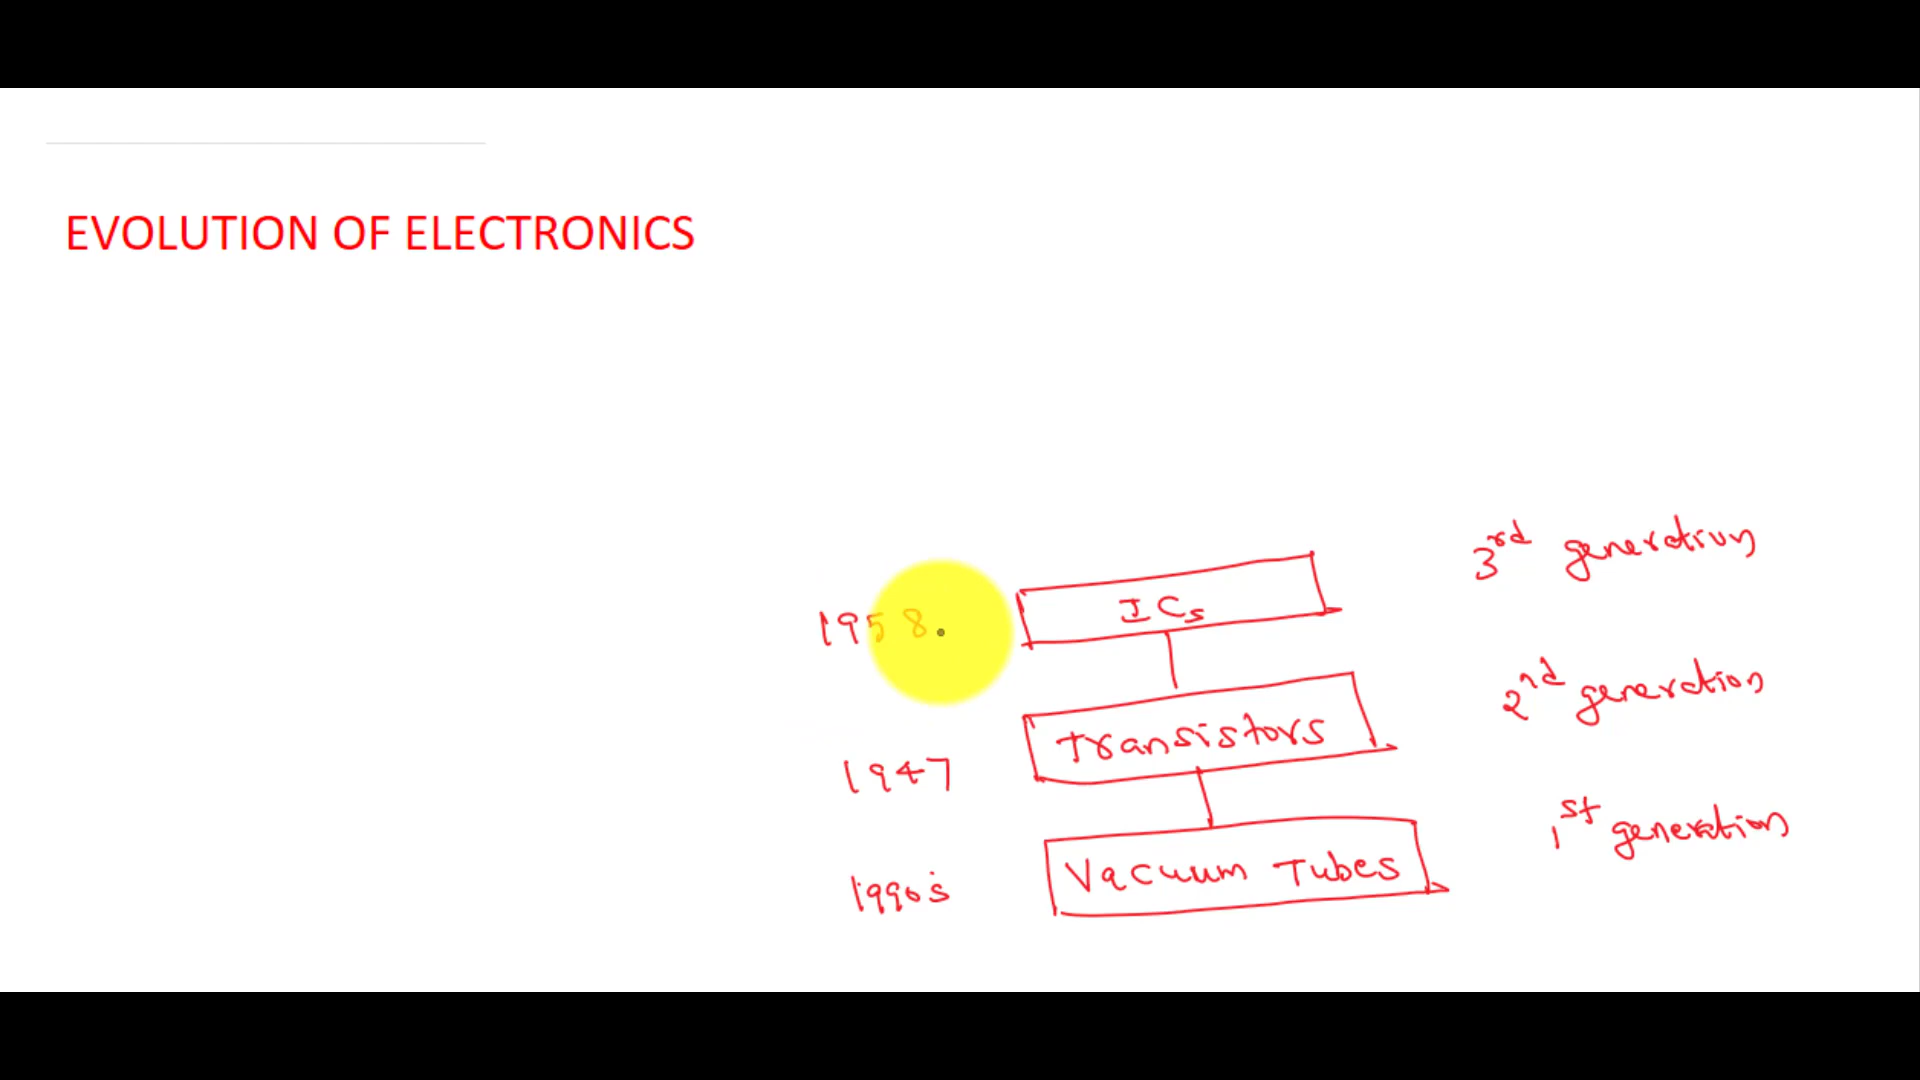 EVOLUTION OF ELECTRONICS
3rd generation
1958 ICs
2nd generation
1947 Transistors
1st generation
1990's Vacuum Tubes